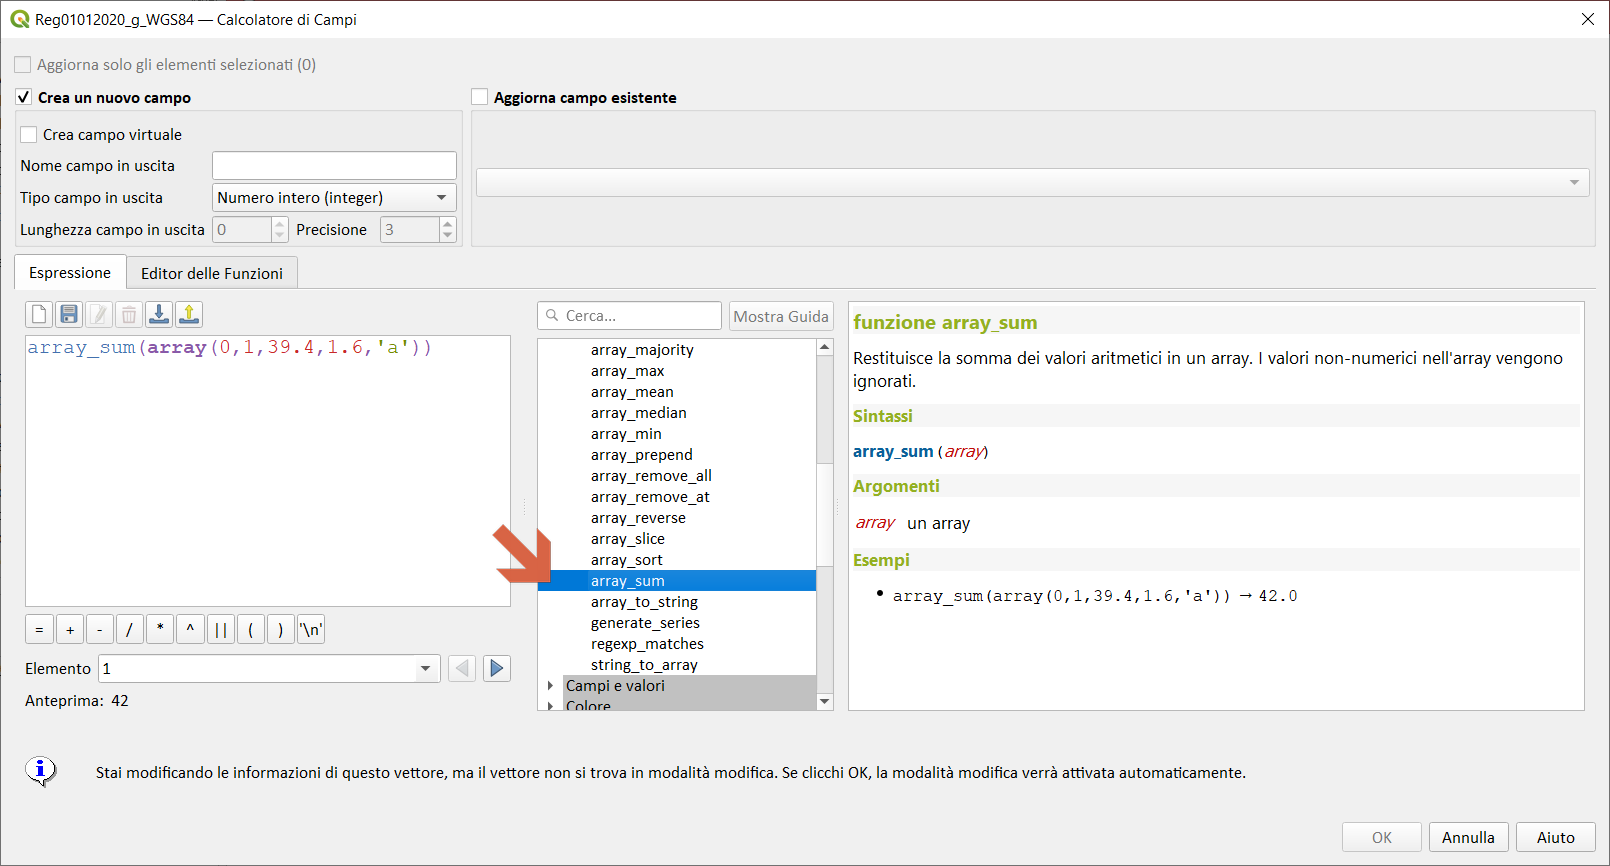 Reg01012020_g_WGS84 — Calcolatore di Campi
Aggiorna solo gli elementi selezionati (0)
Crea un nuovo campo
Aggiorna campo esistente
Crea campo virtuale
Nome campo in uscita
Tipo campo in uscita Numero intero (integer)
Lunghezza campo in uscita 0 Precisione 3
Espressione Editor delle Funzioni
array_sum(array(0,1,39.4,1.6,'a'))
= + - / * ^ || ( ) '\n'
Elemento 1
Anteprima: 42
Cerca... Mostra Guida
array_majority
array_max
array_mean
array_median
array_min
array_prepend
array_remove_all
array_remove_at
array_reverse
array_slice
array_sort
array_sum
array_to_string
generate_series
regexp_matches
string_to_array
Campi e valori
Colore
funzione array_sum
Restituisce la somma dei valori aritmetici in un array. I valori non-numerici nell'array vengono
ignorati.
Sintassi
array_sum (array)
Argomenti
array un array
Esempi
• array_sum(array(0,1,39.4,1.6,'a')) → 42.0
Stai modificando le informazioni di questo vettore, ma il vettore non si trova in modalità modifica. Se clicchi OK, la modalità modifica verrà attivata automaticamente.
OK Annulla Aiuto